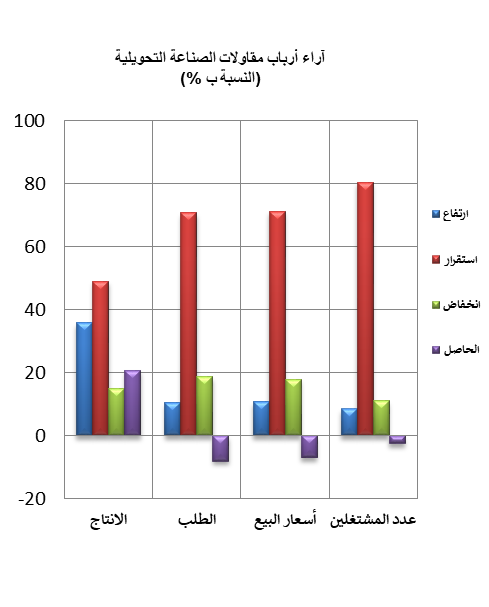 آراء أرباب مقاولات الصناعة التحويلية
(النسبة ب %)
100
80
60
40
20
0
-20
الانتاج
الطلب
أسعار البيع
عدد المشتغلين
ارتفاع
استقرار
انخفاض
الحاصل